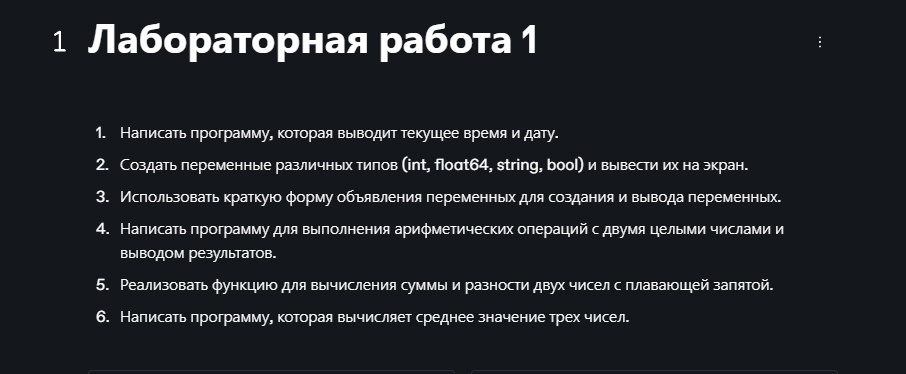 1 Лабораторная работа 1
1. Написать программу, которая выводит текущее время и дату.
2. Создать переменные различных типов (int, float64, string, bool) и вывести их на экран.
3. Использовать краткую форму объявления переменных для создания и вывода переменных.
4. Написать программу для выполнения арифметических операций с двумя целыми числами и
выводом результатов.
5. Реализовать функцию для вычисления суммы и разности двух чисел с плавающей запятой.
6. Написать программу, которая вычисляет среднее значение трех чисел.